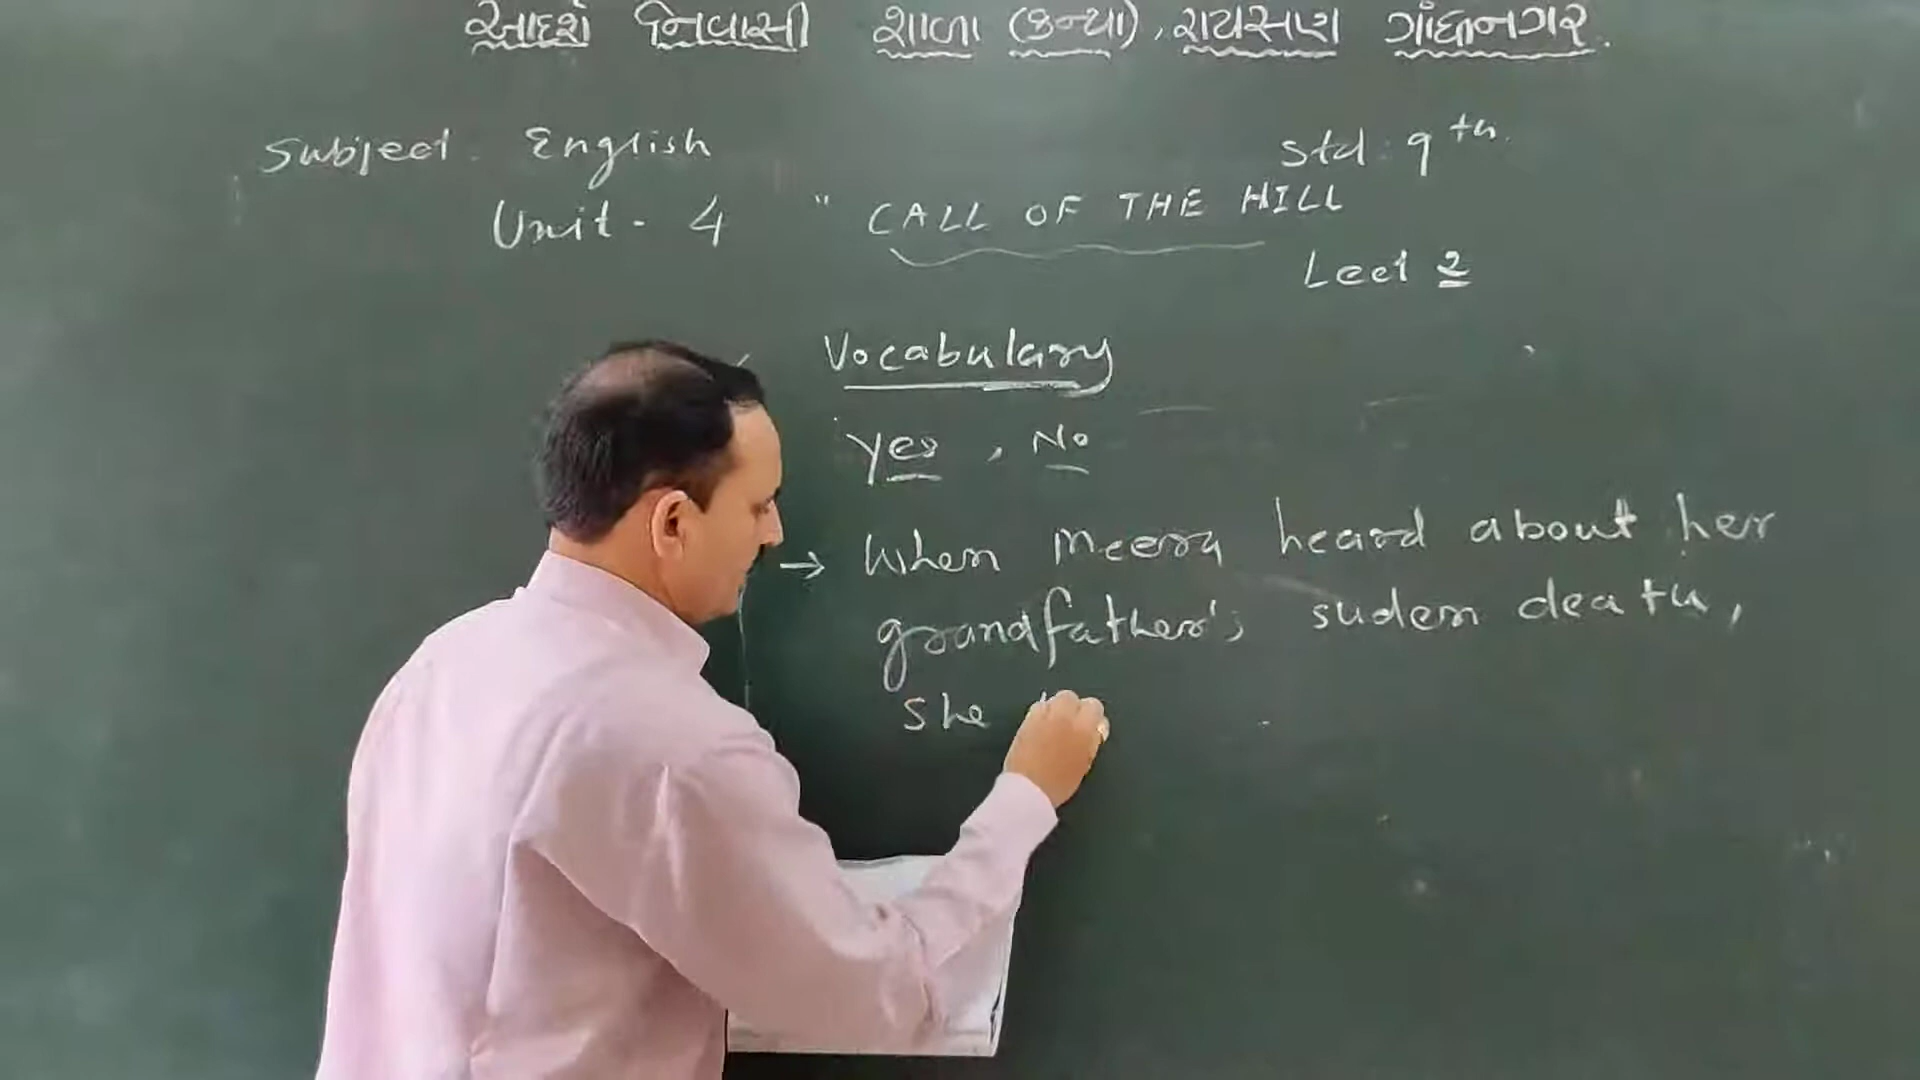 આદર્શ નિવાસી શાળા (કન્યા), રાયસણ ગાંધીનગર.
Subject. English
Std : 9th.
Unit - 4 " CALL OF THE HILL
Lect 2
Vocabulary
Yes , No
→ When Meera heard about her
grandfather's suden death,
She